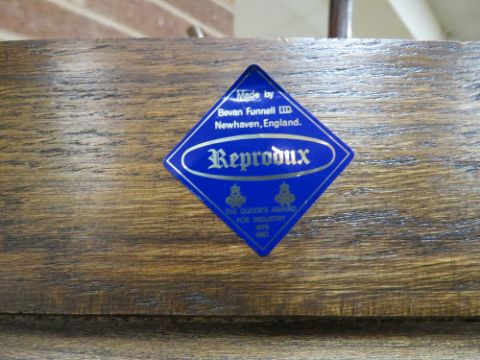 Made by
Bevan Funnell LTD.
Newhaven, England.
Reprodux
THE QUEEN'S AWARD
FOR INDUSTRY